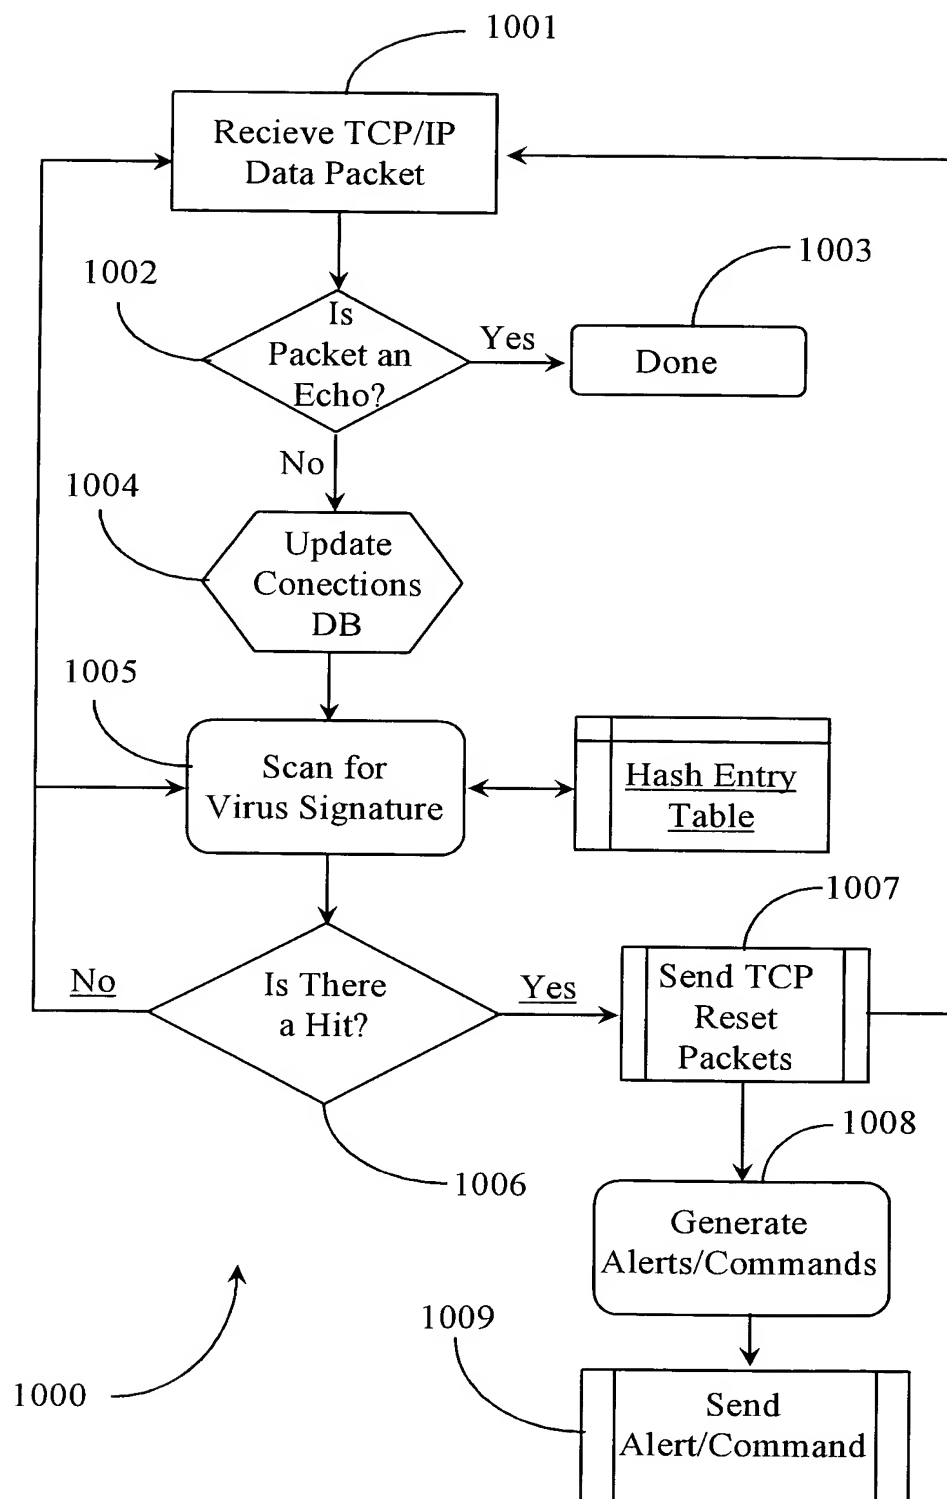 1001
Recieve TCP/IP
Data Packet
1002
1003
Is
Packet an
Echo?
Yes
Done
No
1004
Update
Conections
DB
1005
Scan for
Virus Signature
Hash Entry
Table
1007
No
Is There
a Hit?
Yes
Send TCP
Reset
Packets
1006
1008
Generate
Alerts/Commands
1009
1000
Send
Alert/Command